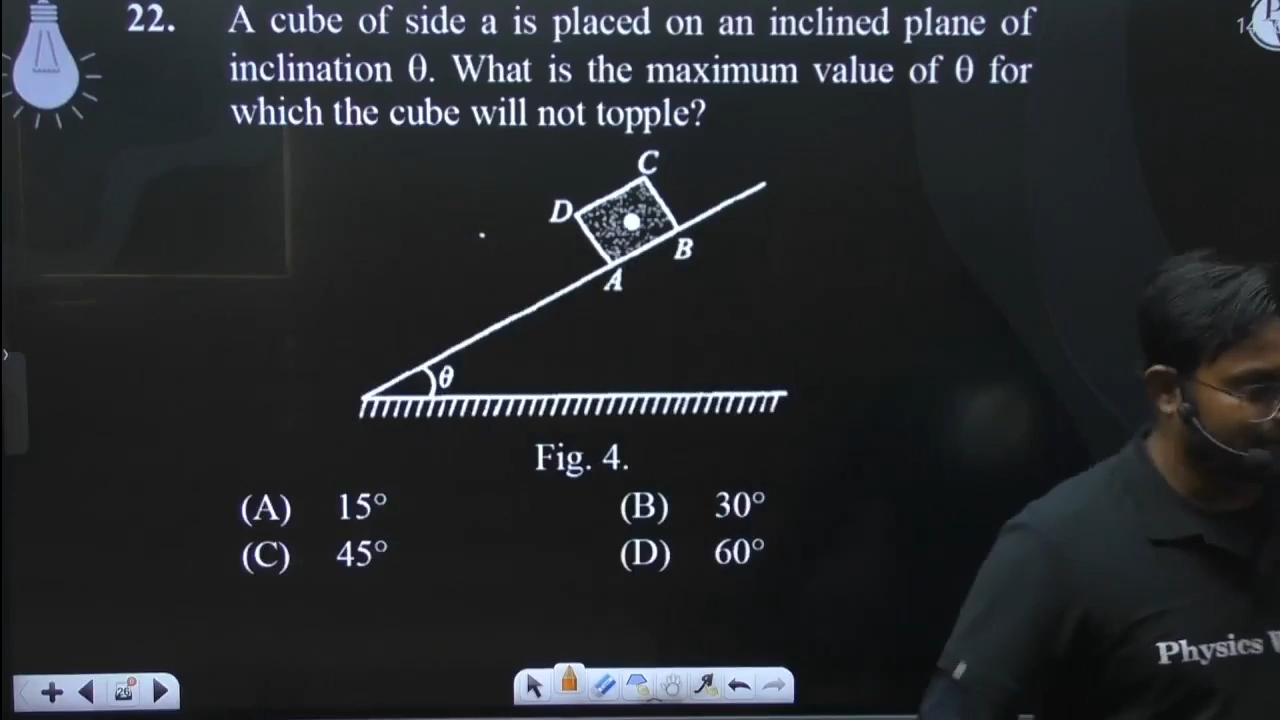 22. A cube of side a is placed on an inclined plane of
inclination θ. What is the maximum value of θ for
which the cube will not topple?
C
D
B
A
θ
Fig. 4.
(A) 15° (B) 30°
(C) 45° (D) 60°
Physics
26